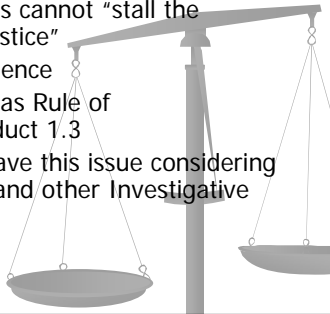 s cannot “stall the
stice”
ence
as Rule of
duct 1.3
ave this issue considering
and other Investigative